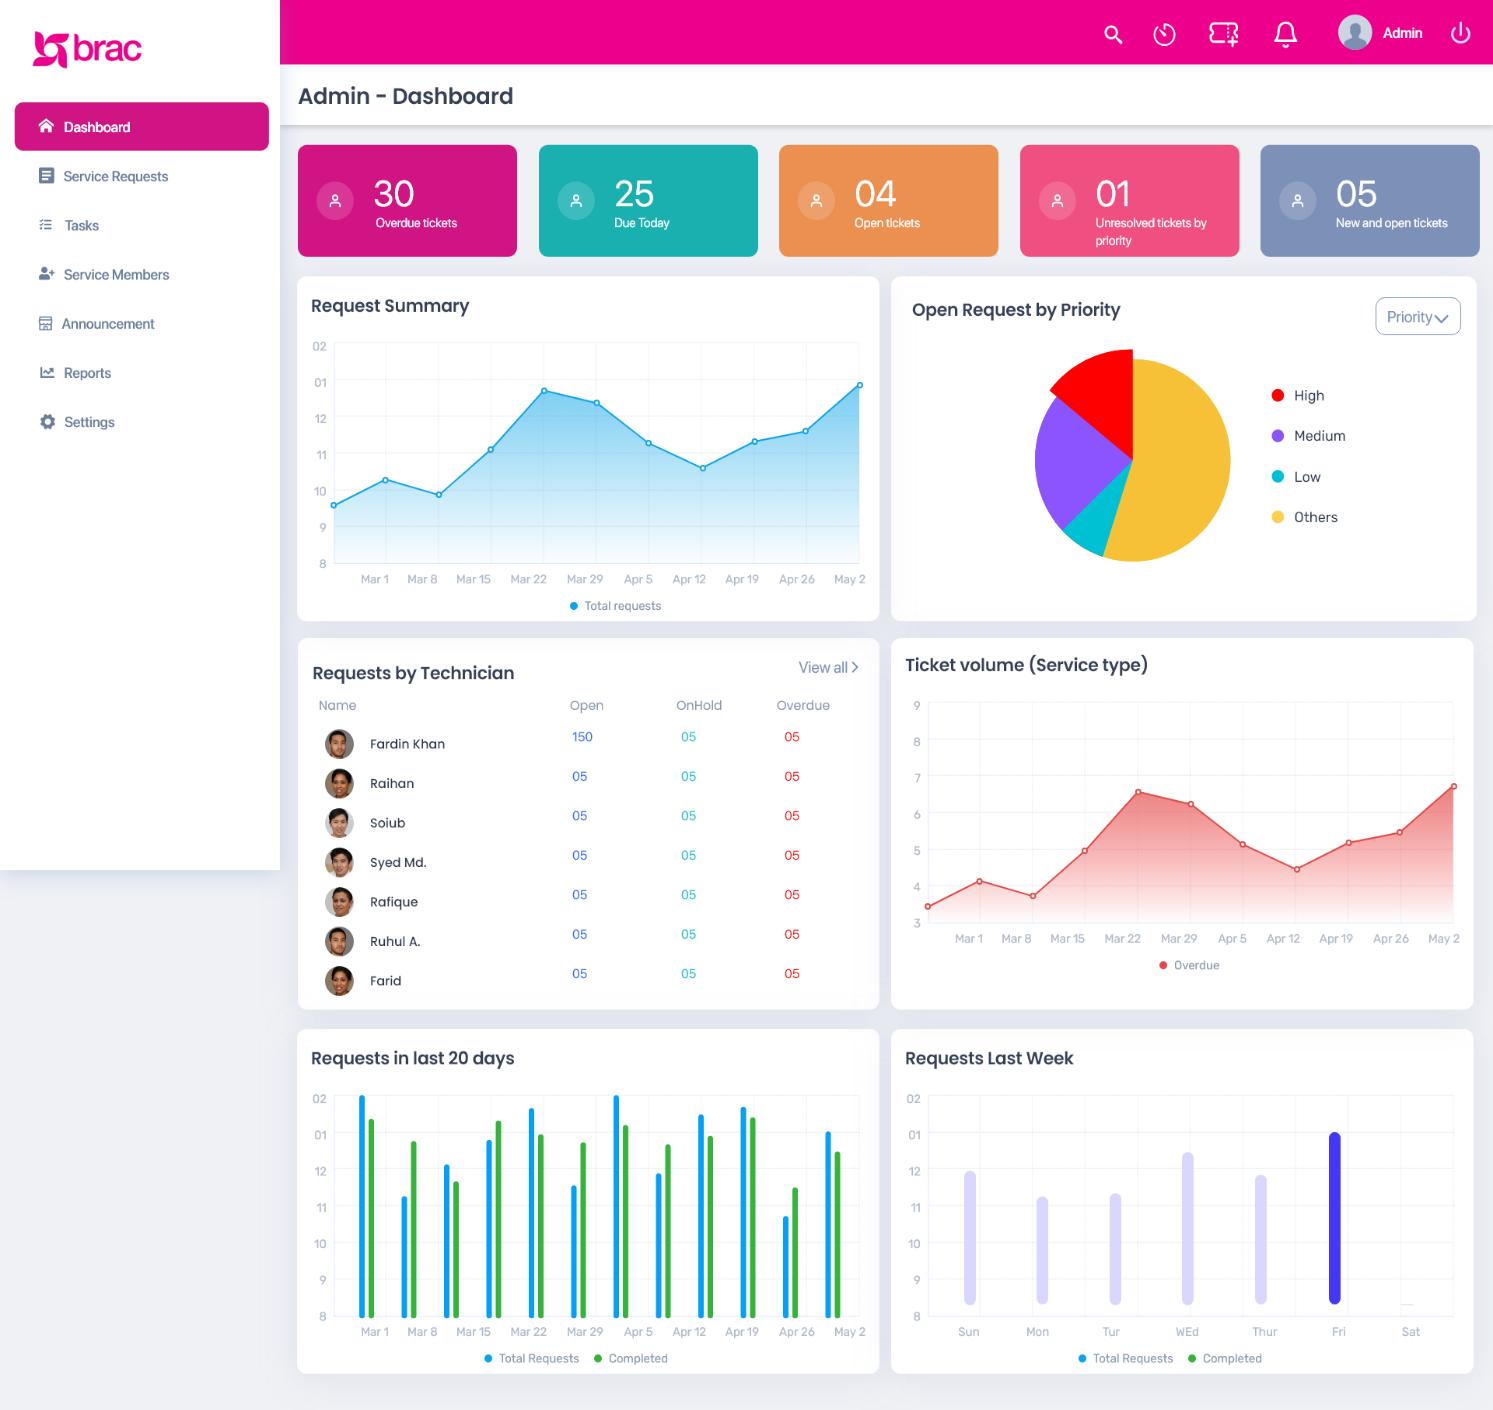 brac
Admin
Admin - Dashboard
Dashboard
Service Requests
Tasks
Service Members
Announcement
Reports
Settings
30
Overdue tickets
25
Due Today
04
Open tickets
01
Unresolved tickets by
priority
05
New and open tickets
Request Summary
02
01
12
11
10
9
8
Mar 1 Mar 8 Mar 15 Mar 22 Mar 29 Apr 5 Apr 12 Apr 19 Apr 26 May 2
Total requests
Open Request by Priority
Priority
High
Medium
Low
Others
Requests by Technician
View all
Name Open OnHold Overdue
Fardin Khan 150 05 05
Raihan 05 05 05
Soiub 05 05 05
Syed Md. 05 05 05
Rafique 05 05 05
Ruhul A. 05 05 05
Farid 05 05 05
Ticket volume (Service type)
9
8
7
6
5
4
3
Mar 1 Mar 8 Mar 15 Mar 22 Mar 29 Apr 5 Apr 12 Apr 19 Apr 26 May 2
Overdue
Requests in last 20 days
02
01
12
11
10
9
8
Mar 1 Mar 8 Mar 15 Mar 22 Mar 29 Apr 5 Apr 12 Apr 19 Apr 26 May 2
Total Requests Completed
Requests Last Week
02
01
12
11
10
9
8
Sun Mon Tur WEd Thur Fri Sat
Total Requests Completed